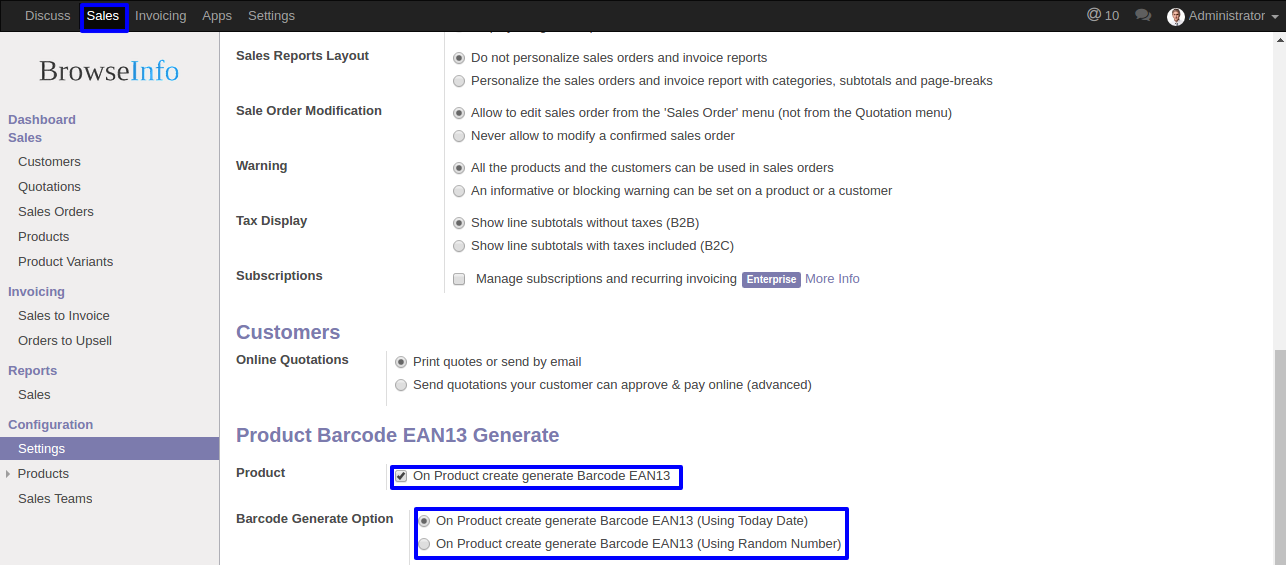 Discuss Sales Invoicing Apps Settings @ 10 Administrator
BrowseInfo
Dashboard
Sales
Customers
Quotations
Sales Orders
Products
Product Variants
Invoicing
Sales to Invoice
Orders to Upsell
Reports
Sales
Configuration
Settings
Products
Sales Teams
Sales Reports Layout
Do not personalize sales orders and invoice reports
Personalize the sales orders and invoice report with categories, subtotals and page-breaks
Sale Order Modification
Allow to edit sales order from the 'Sales Order' menu (not from the Quotation menu)
Never allow to modify a confirmed sales order
Warning
All the products and the customers can be used in sales orders
An informative or blocking warning can be set on a product or a customer
Tax Display
Show line subtotals without taxes (B2B)
Show line subtotals with taxes included (B2C)
Subscriptions
Manage subscriptions and recurring invoicing Enterprise More Info
Customers
Online Quotations
Print quotes or send by email
Send quotations your customer can approve & pay online (advanced)
Product Barcode EAN13 Generate
Product
On Product create generate Barcode EAN13
Barcode Generate Option
On Product create generate Barcode EAN13 (Using Today Date)
On Product create generate Barcode EAN13 (Using Random Number)